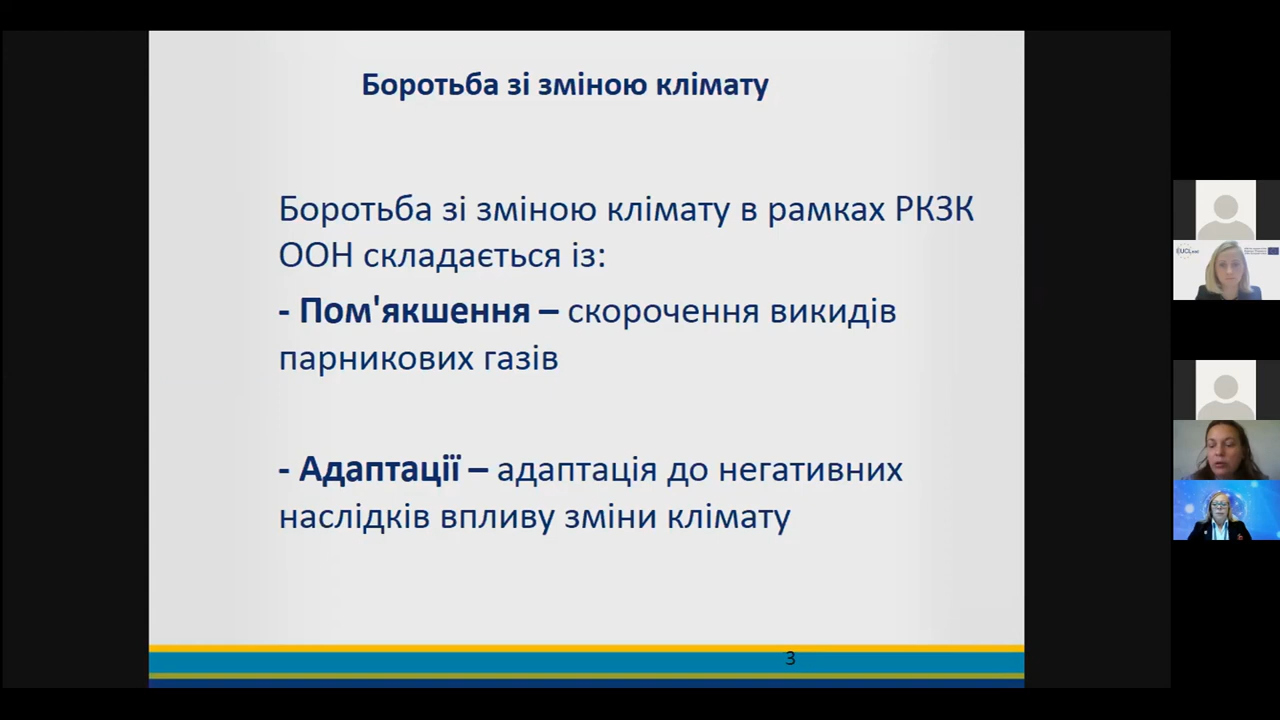 Боротьба зі зміною клімату
Боротьба зі зміною клімату в рамках РКЗК
ООН складається із:
- Пом'якшення – скорочення викидів
парникових газів
- Адаптації – адаптація до негативних
наслідків впливу зміни клімату
3